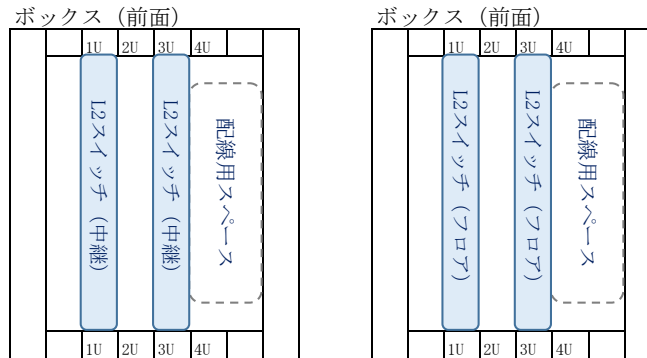 ボックス（前面）
1U 2U 3U 4U
L2スイッチ（中継）
L2スイッチ（中継）
配線用スペース
1U 2U 3U 4U
ボックス（前面）
1U 2U 3U 4U
L2スイッチ（フロア）
L2スイッチ（フロア）
配線用スペース
1U 2U 3U 4U